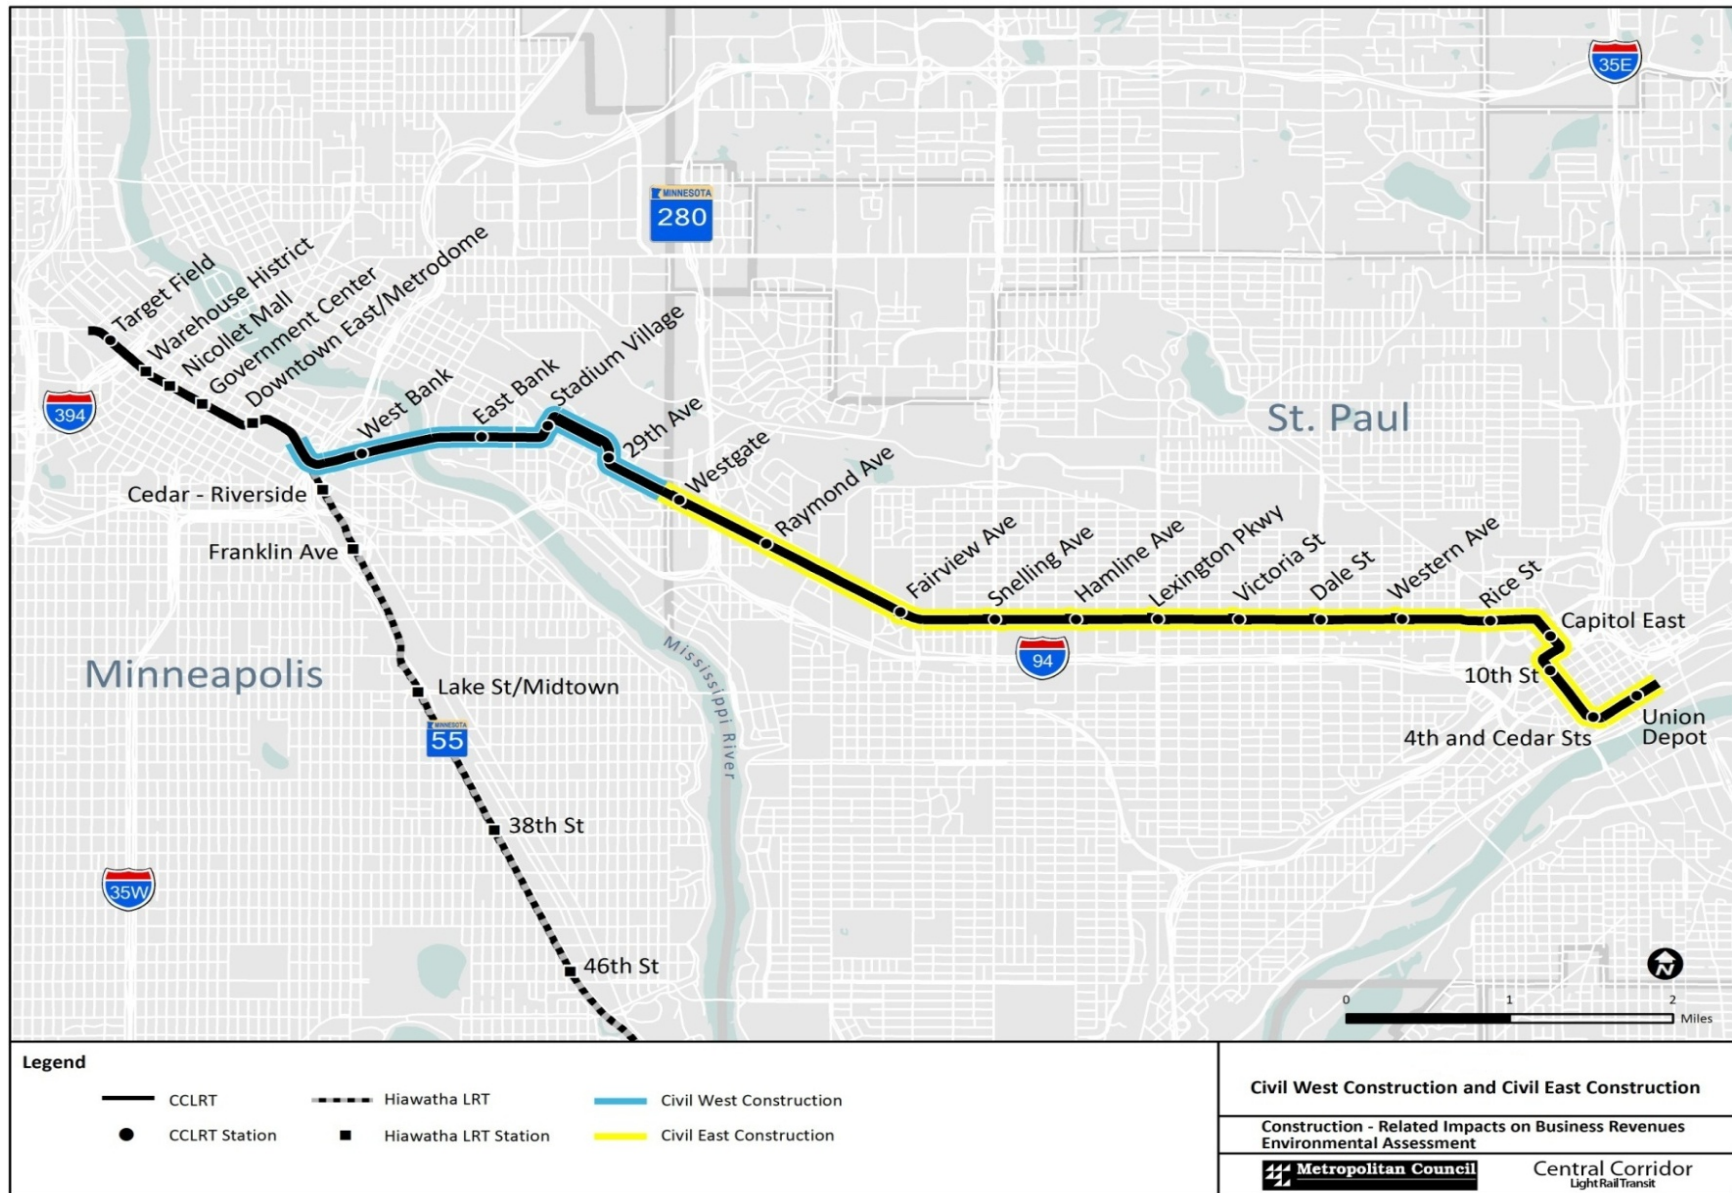 35E
MINNESOTA
280
Target Field
Warehouse Histrict
Nicollet Mall
Government Center
Downtown East/Metrodome
394
West Bank
East Bank
Stadium Village
29th Ave
Westgate
Raymond Ave
St. Paul
Cedar - Riverside
Franklin Ave
Fairview Ave
Snelling Ave
Hamline Ave
Lexington Pkwy
Victoria St
Dale St
Western Ave
Rice St
Capitol East
94
10th St
Minneapolis
Mississippi River
Lake St/Midtown
MINNESOTA
55
4th and Cedar Sts
Union
Depot
38th St
35W
46th St
N
0 1 2
Miles
Legend
CCLRT
Hiawatha LRT
Civil West Construction
CCLRT Station
Hiawatha LRT Station
Civil East Construction
Civil West Construction and Civil East Construction
Construction - Related Impacts on Business Revenues
Environmental Assessment
Metropolitan Council
Central Corridor
Light Rail Transit